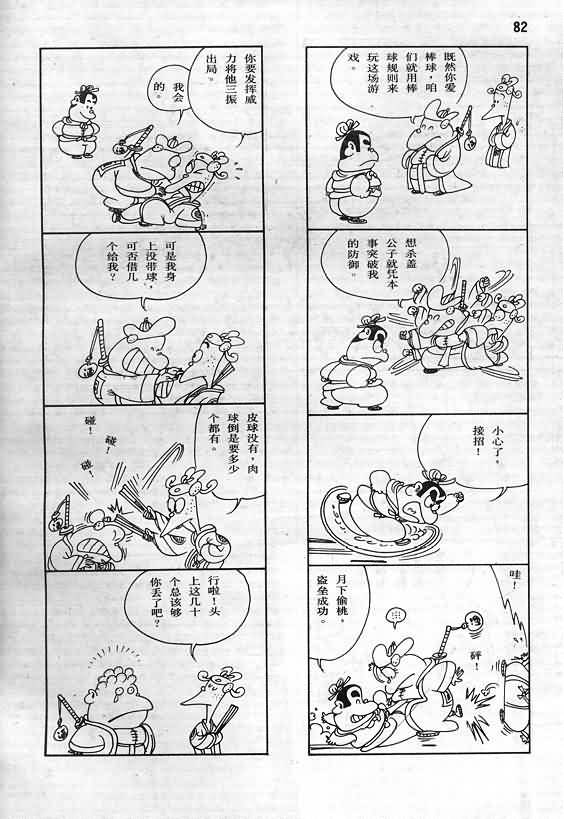 82
既然你爱
棒球，咱
们就用棒
球规则来
玩这场游
戏。
想杀盖
公子就凭本
事突破我
的防御。
小心了，
接招！
哇！
砰！
月下偷桃，
盗垒成功。
你要发挥威
力将他三振
出局。
我会
的。
可是我身
上没带球，
可否借几
个给我？
皮球没有，肉
球倒是要多少
个都有。
碰！
碰！
碰！
行啦！头
上这几十
个总该够
你丢了吧？